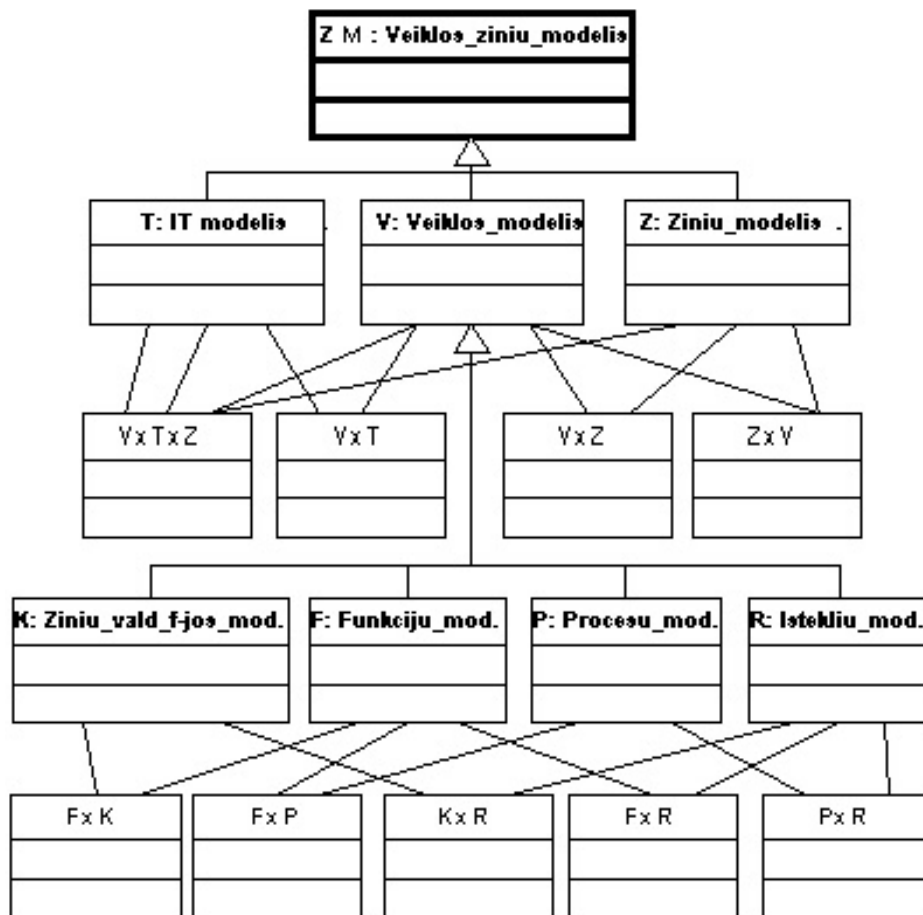 Z M : Veiklos_ziniu_modelis
T: IT modelis .
V: Veiklos_modelis
Z: Ziniu_modelis .
V x T x Z
V x T
V x Z
Z x V
K: Ziniu_vald_f-jos_mod.
F: Funkciju_mod.
P: Procesu_mod.
R: Istekliu_mod.
F x K
F x P
K x R
F x R
P x R